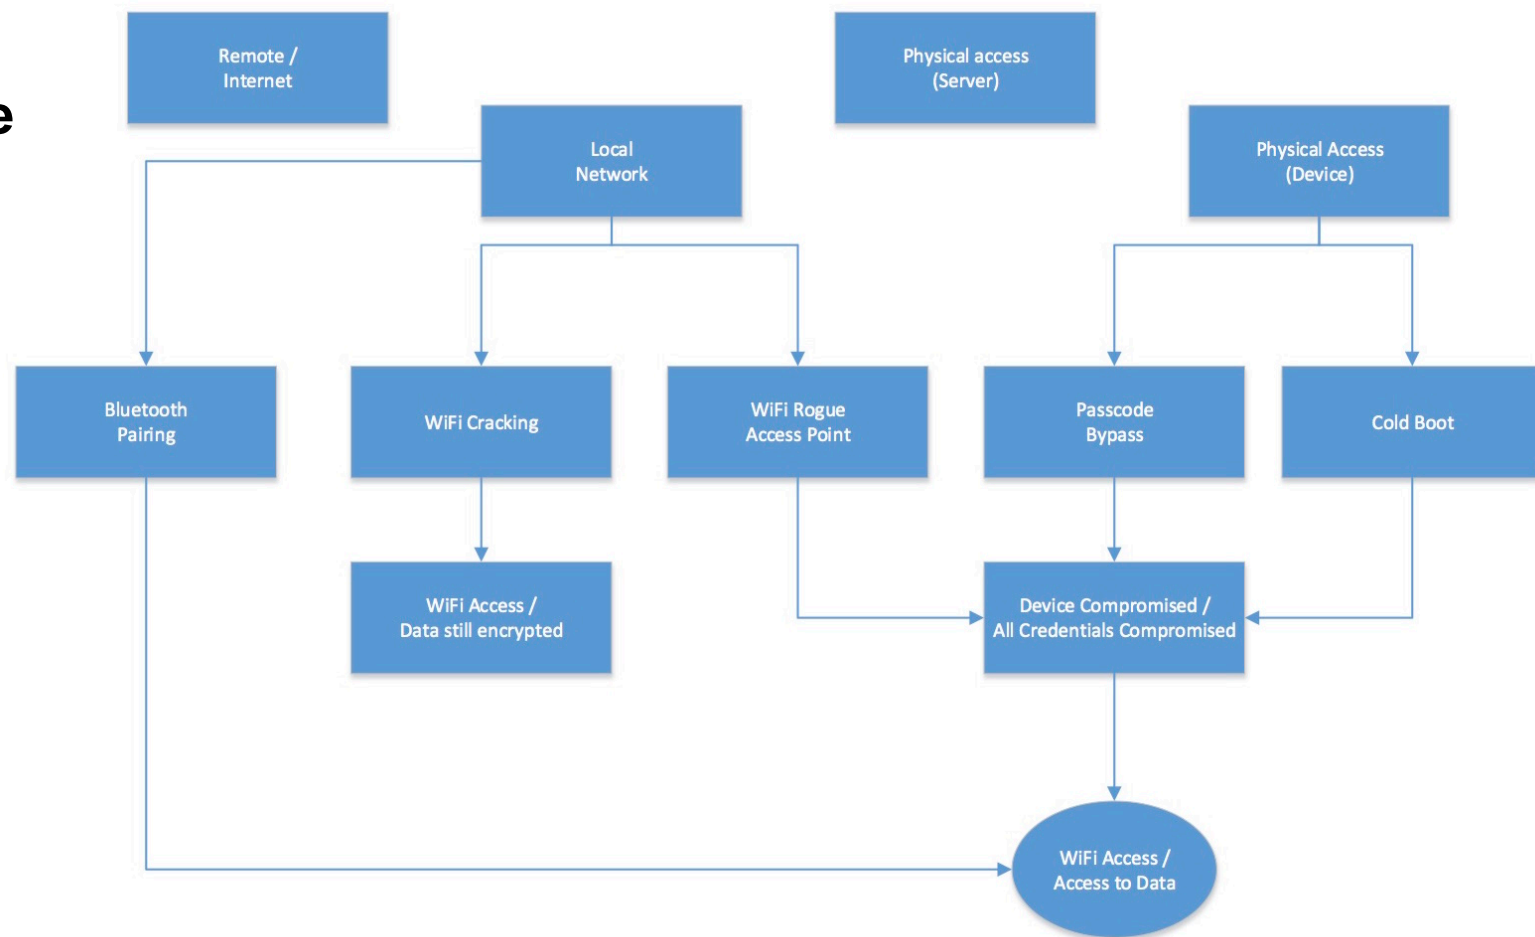 Remote /
Internet
Physical access
(Server)
e
Local
Network
Physical Access
(Device)
Bluetooth
Pairing
WiFi Cracking
WiFi Rogue
Access Point
Passcode
Bypass
Cold Boot
WiFi Access /
Data still encrypted
Device Compromised /
All Credentials Compromised
WiFi Access /
Access to Data